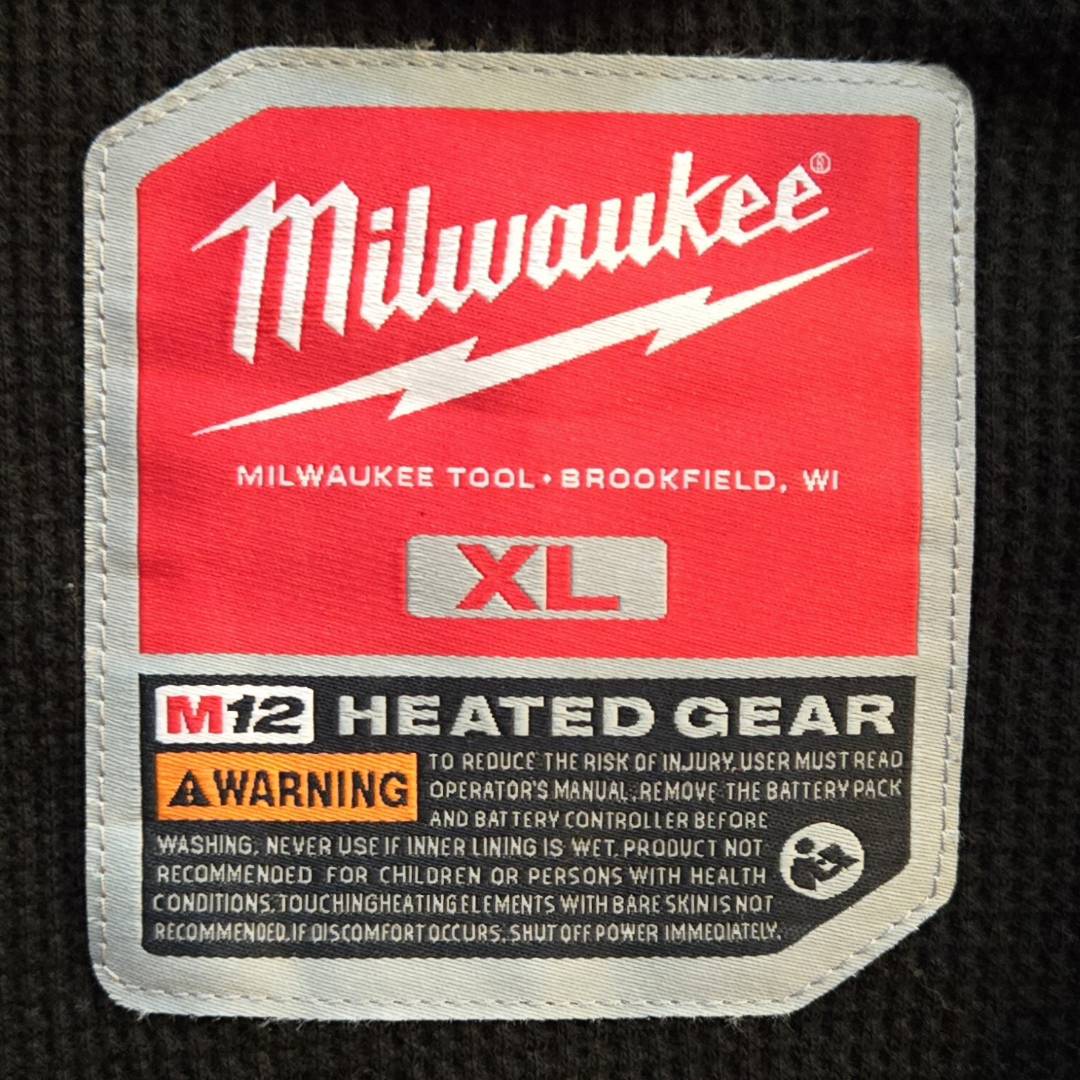 Milwaukee®
MILWAUKEE TOOL • BROOKFIELD, WI
XL
M12 HEATED GEAR
WARNING TO REDUCE THE RISK OF INJURY, USER MUST READ
OPERATOR'S MANUAL. REMOVE THE BATTERY PACK
AND BATTERY CONTROLLER BEFORE
WASHING. NEVER USE IF INNER LINING IS WET. PRODUCT NOT
RECOMMENDED FOR CHILDREN OR PERSONS WITH HEALTH
CONDITIONS. TOUCHING HEATING ELEMENTS WITH BARE SKIN IS NOT
RECOMMENDED. IF DISCOMFORT OCCURS, SHUT OFF POWER IMMEDIATELY.